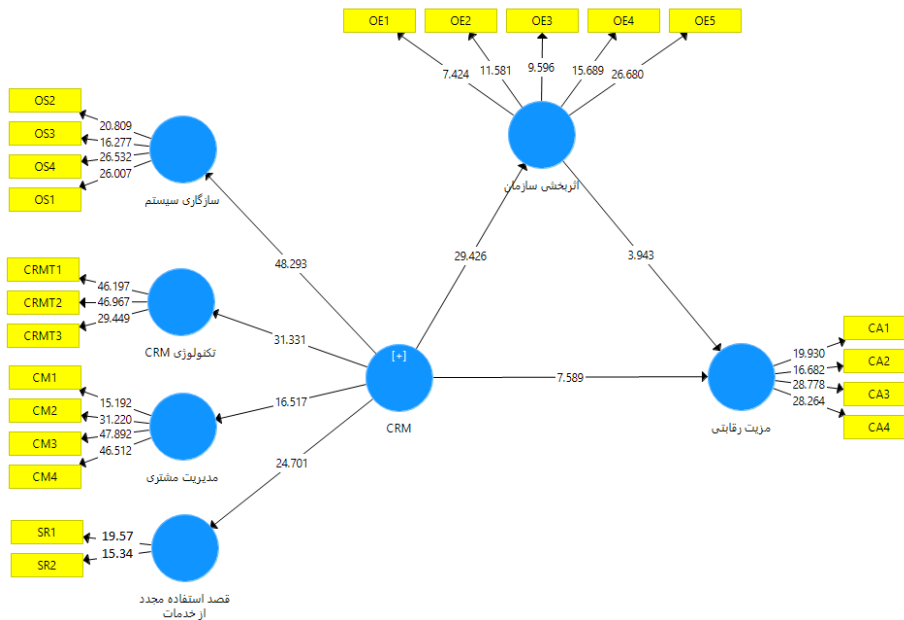 OE1
OE2
OE3
OE4
OE5
7.424
11.581
9.596
15.689
26.680
اثربخشی سازمان
OS2
OS3
OS4
OS1
20.809
16.277
26.532
26.007
سازگاری سیستم
CRMT1
CRMT2
CRMT3
46.197
46.967
29.449
تکنولوژی CRM
CM1
CM2
CM3
CM4
15.192
31.220
47.892
46.512
مدیریت مشتری
SR1
SR2
19.57
15.34
قصد استفاده مجدد
از خدمات
48.293
31.331
16.517
24.701
[+]
CRM
29.426
3.943
7.589
CA1
CA2
CA3
CA4
19.930
16.682
28.778
28.264
مزیت رقابتی